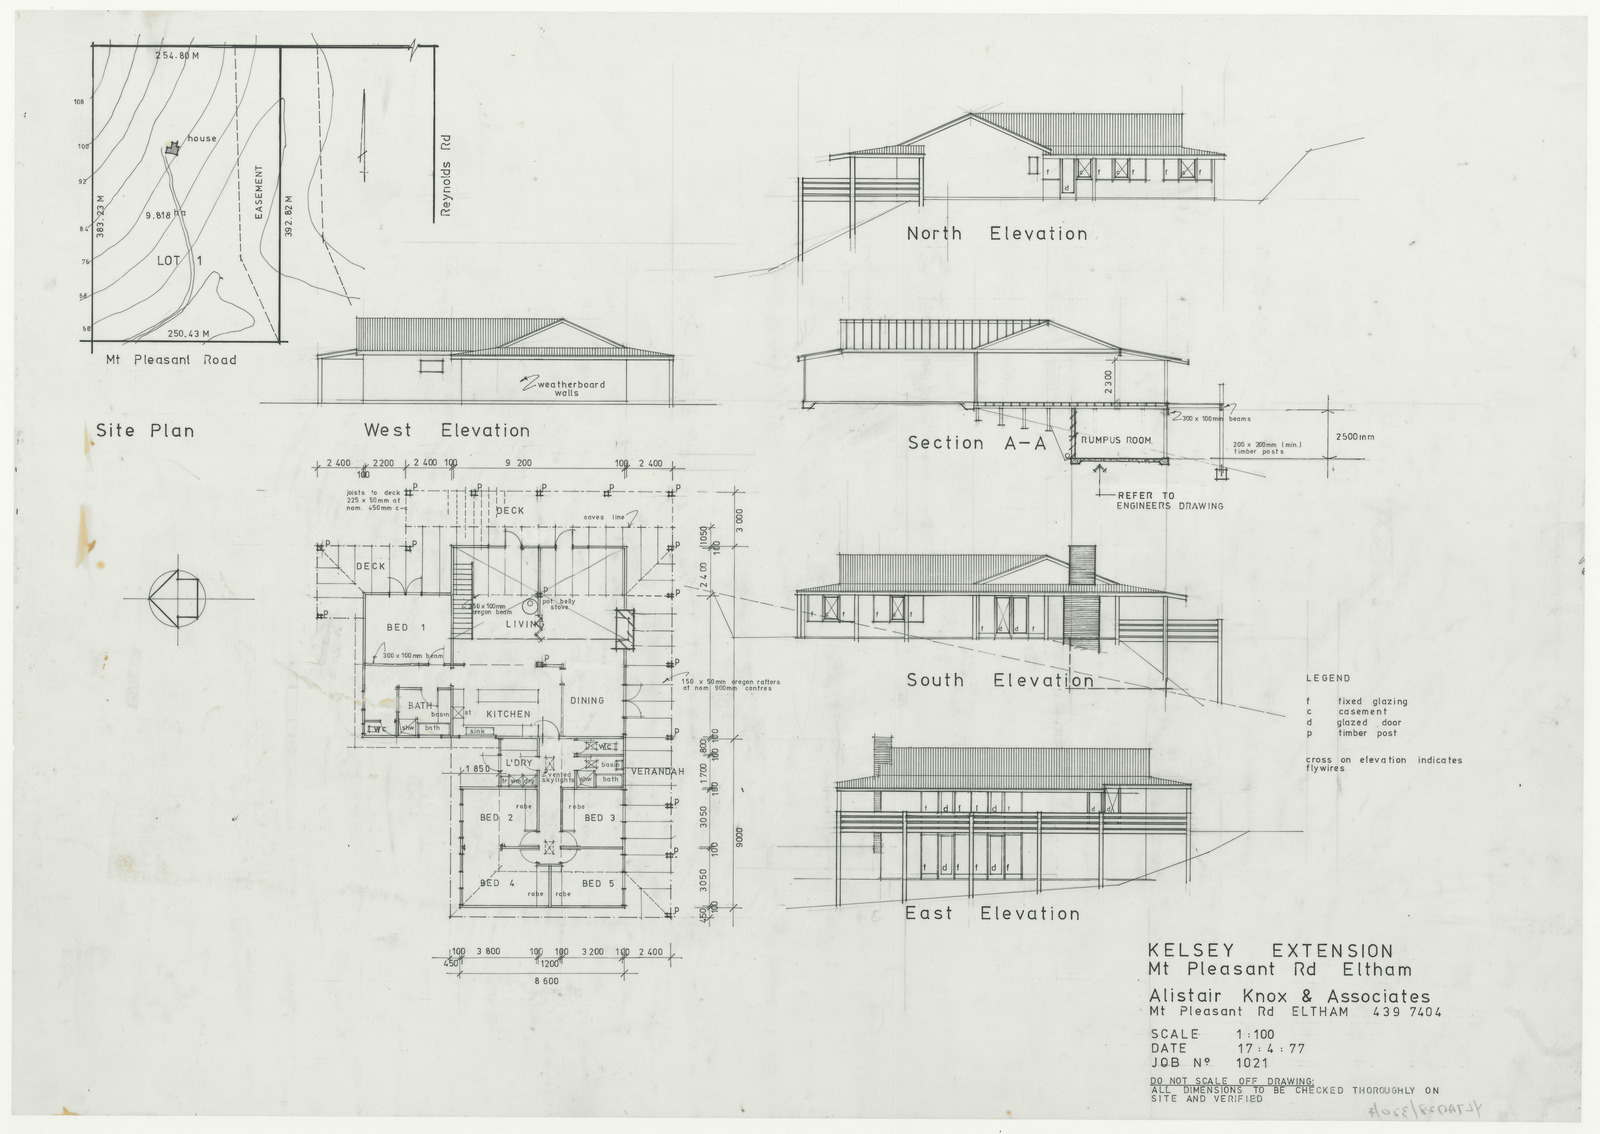 254.80 M
108
100
92
84
76
68
house
383.23 M
9.818 ha
LOT 1
EASEMENT
392.82 M
Reynolds Rd
250.43 M
Mt Pleasant Road
Site Plan
weatherboard
walls
West Elevation
f
d
c
f
c
f
f
c
f
North Elevation
2300
300 x 100mm beams
RUMPUS ROOM
200 x 200mm (min.)
timber posts
2500mm
Section A-A
REFER TO
ENGINEERS DRAWING
2 400
2200
2 400
100
9 200
100
2 400
100
joists to deck
225 x 50mm at
nom. 450mm c-c
p
p
p
p
p
DECK
eaves line
3 000
1050
100
2 400
p
p
p
DECK
p
p
p
250 x 100mm
oregon beam
pot belly
stove
LIVING
BED 1
300 x 100mm beam
p
p
150 x 50mm oregon rafters
at nom 900mm centres
BATH
basin
st
KITCHEN
DINING
WC
shw
bath
sink
p
100
800
100
1700
100
3050
100
3050
100
450
9000
L'DRY
WC
basin
vented
skylights
shw
bath
VERANDAH
1 850
tr
wm
dry
robe
robe
p
BED 2
BED 3
p
BED 4
BED 5
robe
robe
p
100
3 800
100
100
3 200
100
2 400
450
1200
8 600
f
c
f
f
c
f
f
d
d
f
South Elevation
LEGEND
f fixed glazing
c casement
d glazed door
p timber post
cross on elevation indicates
flywires
f
d
f
f
d
f
d
d
f
d
f
f
d
f
East Elevation
KELSEY EXTENSION
Mt Pleasant Rd Eltham
Alistair Knox & Associates
Mt Pleasant Rd ELTHAM 439 7404
SCALE 1:100
DATE 17:4:77
JOB Nº 1021
DO NOT SCALE OFF DRAWING:
ALL DIMENSIONS TO BE CHECKED THOROUGHLY ON
SITE AND VERIFIED